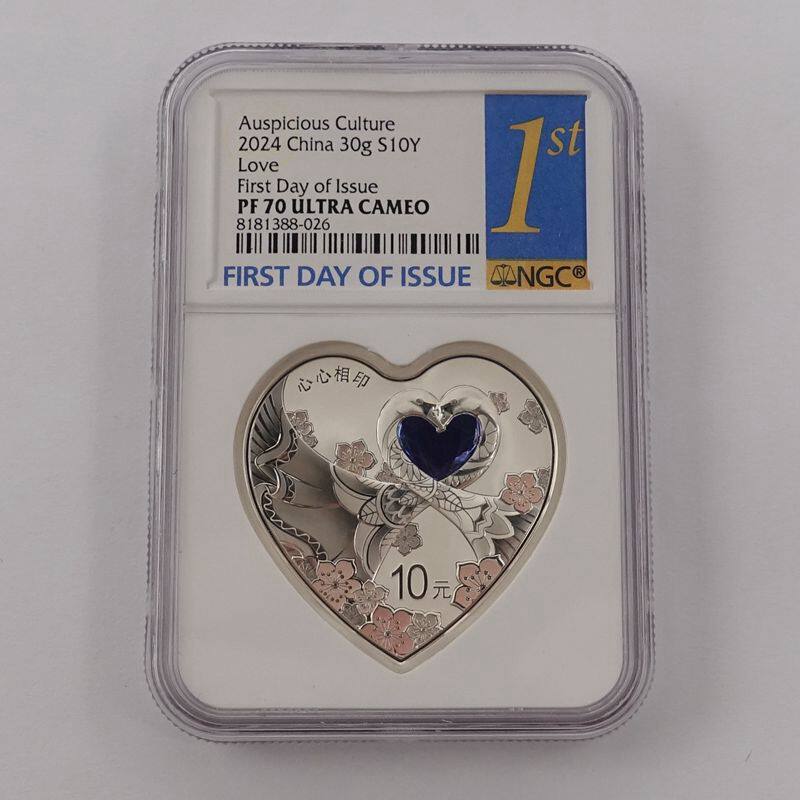 Auspicious Culture
2024 China 30g S10Y
Love
First Day of Issue
PF 70 ULTRA CAMEO
8181388-026
FIRST DAY OF ISSUE
1st
NGC®
心心相印
10元